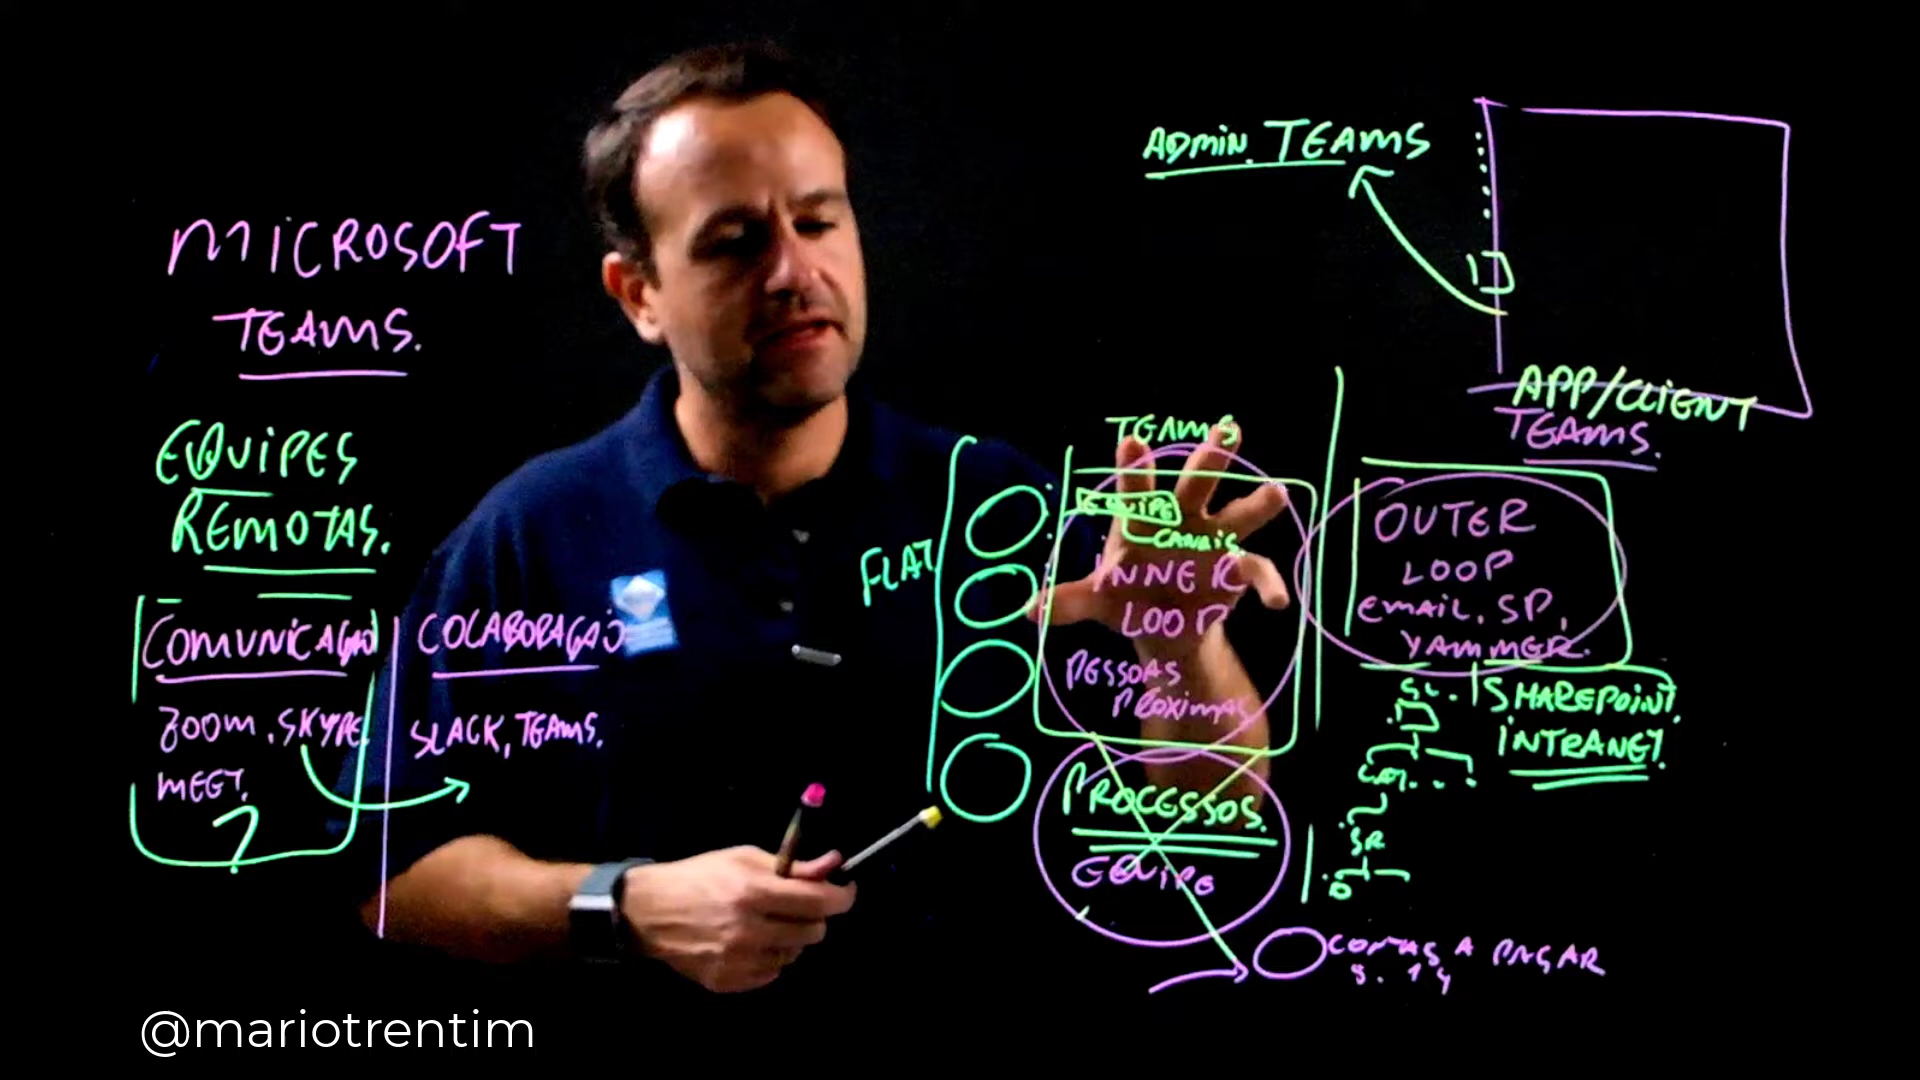 MICROSOFT
TEAMS.
EQUIPES
REMOTAS.
COMUNICAÇÃO
ZOOM, SKYPE,
MEET.
?
COLABORAÇÃO
SLACK, TEAMS.
ADMIN. TEAMS
APP/CLIENT
TEAMS.
FLAT
TEAMS
EQUIPE
CANAIS.
INNER
LOOP
PESSOAS
PRÓXIMAS
PROCESSOS.
EQUIPE
OUTER
LOOP
EMAIL, SP,
YAMMER.
SHAREPOINT.
INTRANET.
CONTAS A PAGAR
@mariotrentim